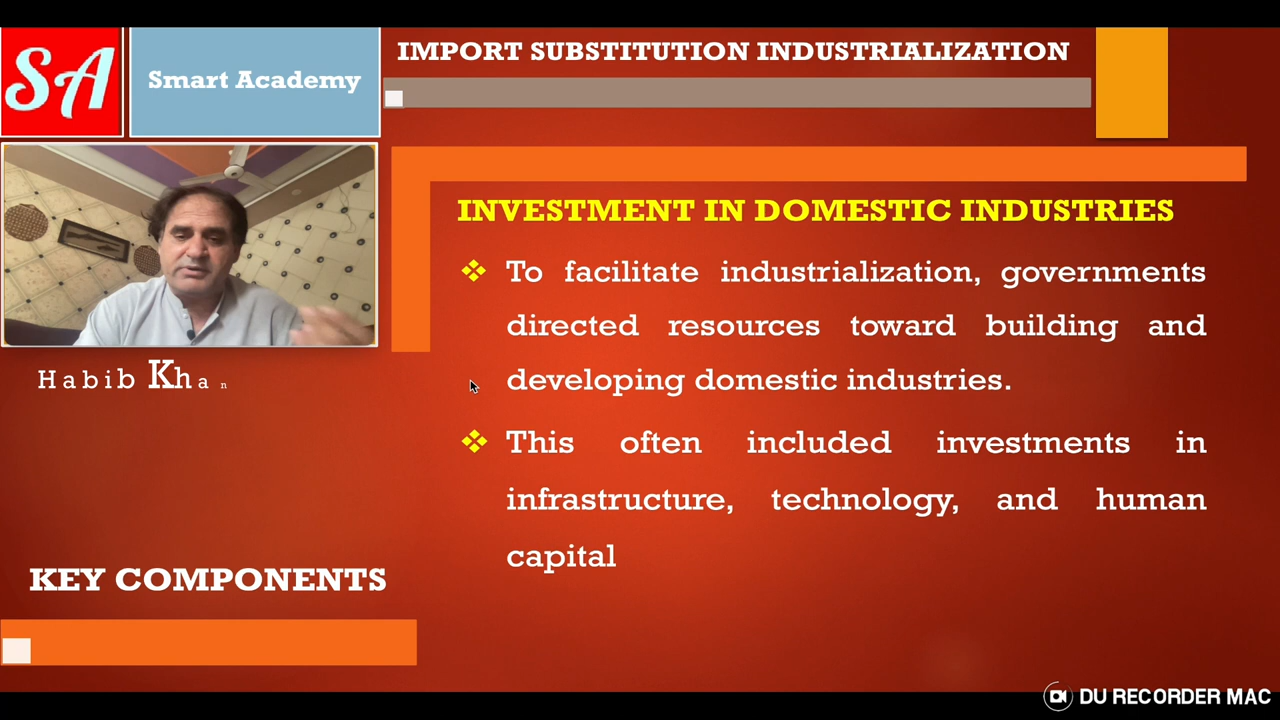 SA
Smart Academy
IMPORT SUBSTITUTION INDUSTRIALIZATION
Habib Khan
KEY COMPONENTS
INVESTMENT IN DOMESTIC INDUSTRIES
To facilitate industrialization, governments
directed resources toward building and
developing domestic industries.
This often included investments in
infrastructure, technology, and human
capital
DU RECORDER MAC